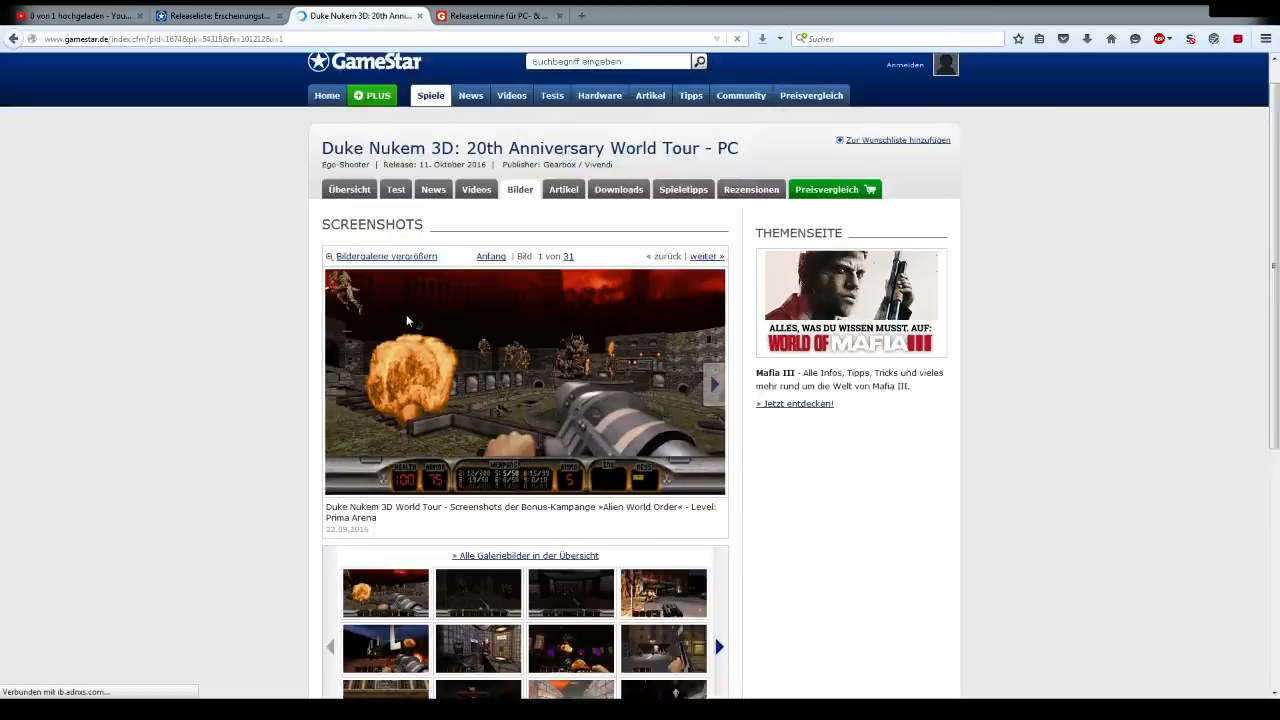 0 von 1 hochgeladen - You...
Releaseliste: Erscheinungst...
Duke Nukem 3D: 20th Anni...
Releasetermine für PC- & ...
www.gamestar.de/index.cfm?pid=1674&pk=54318&fk=101212&i=1
Suchen
GameStar
Suchbegriff eingeben
Anmelden
Home PLUS Spiele News Videos Tests Hardware Artikel Tipps Community Preisvergleich
Duke Nukem 3D: 20th Anniversary World Tour - PC
Zur Wunschliste hinzufügen
Ego-Shooter | Release: 11. Oktober 2016 | Publisher: Gearbox / Vivendi
Übersicht Test News Videos Bilder Artikel Downloads Spieletipps Rezensionen Preisvergleich
SCREENSHOTS
Bildergalerie vergrößern Anfang | Bild 1 von 31 « zurück | weiter »
HEALTH ARMOR WEAPONS AMMO INV KEYS
100 75 5
Duke Nukem 3D World Tour - Screenshots der Bonus-Kampange »Alien World Order« - Level:
Prima Arena
22.09.2016
» Alle Galeriebilder in der Übersicht
THEMENSEITE
ALLES, WAS DU WISSEN MUSST. AUF:
WORLD OF MAFIA III
Mafia III - Alle Infos, Tipps, Tricks und vieles
mehr rund um die Welt von Mafia III.
» Jetzt entdecken!
Verbunden mit ib.adnxs.com...